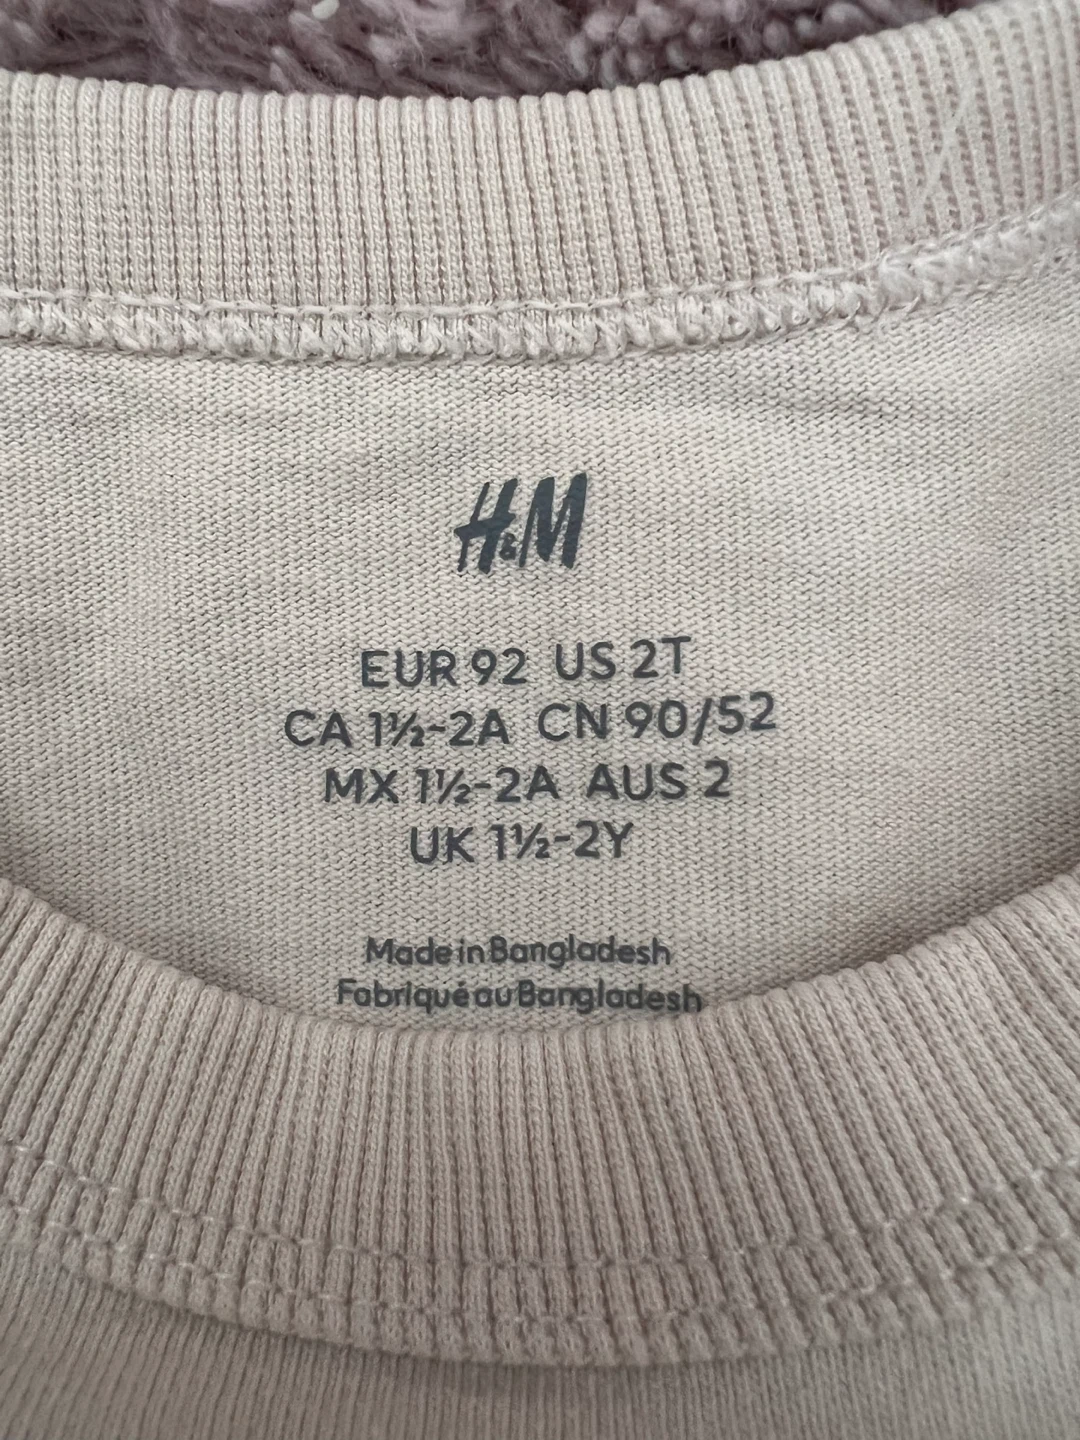 H&M
EUR 92 US 2T
CA 1½-2A CN 90/52
MX 1½-2A AUS 2
UK 1½-2Y
Made in Bangladesh
Fabriqué au Bangladesh